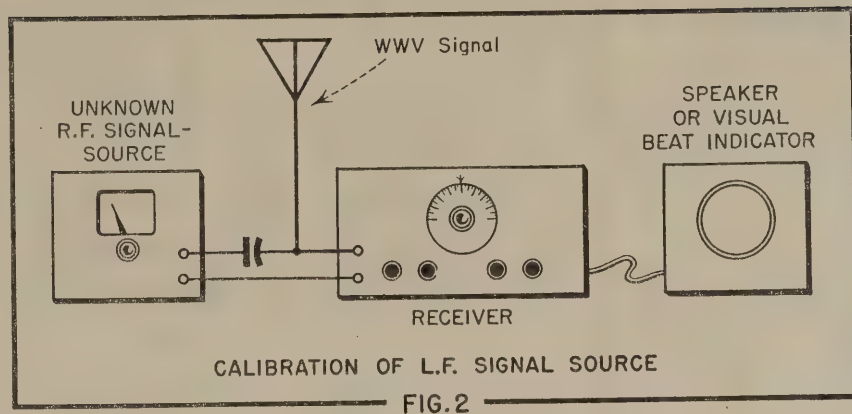 WWV Signal
UNKNOWN
R.F. SIGNAL-
SOURCE
SPEAKER
OR VISUAL
BEAT INDICATOR
RECEIVER
CALIBRATION OF L.F. SIGNAL SOURCE
FIG.2